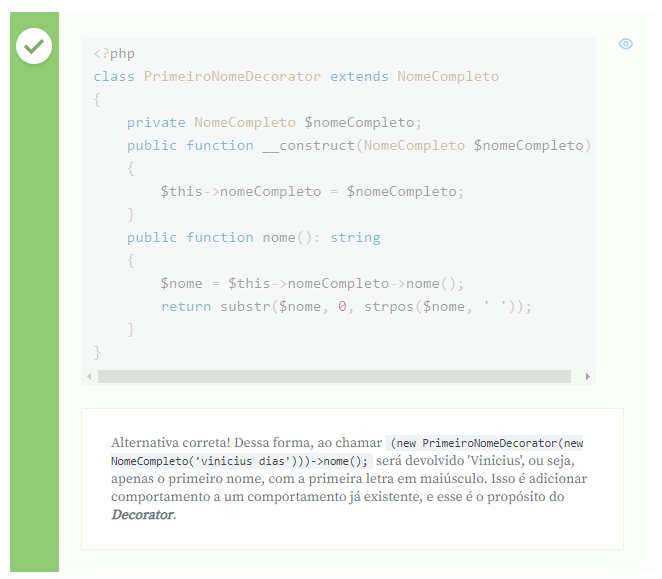 <?php
class PrimeiroNomeDecorator extends NomeCompleto
{
    private NomeCompleto $nomeCompleto;
    public function __construct(NomeCompleto $nomeCompleto)
    {
        $this->nomeCompleto = $nomeCompleto;
    }
    public function nome(): string
    {
        $nome = $this->nomeCompleto->nome();
        return substr($nome, 0, strpos($nome, ' '));
    }
}
Alternativa correta! Dessa forma, ao chamar (new PrimeiroNomeDecorator(new
NomeCompleto('vinicius dias')))->nome(); será devolvido 'Vinicius', ou seja,
apenas o primeiro nome, com a primeira letra em maiúsculo. Isso é adicionar
comportamento a um comportamento já existente, e esse é o propósito do
Decorator.